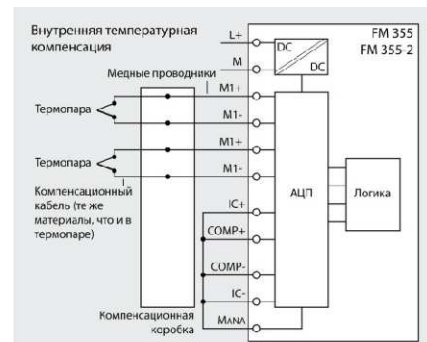 Внутренняя температурная
компенсация
FM 355
FM 355-2
L+
DC
M
DC
Медные проводники
M1+
Термопара
M1-
M1+
Термопара
M1-
Компенсационный
кабель (те же
материалы, что и в
термопаре)
IC+
АЦП
Логика
COMP+
COMP-
IC-
Компенсационная
коробка
MANA